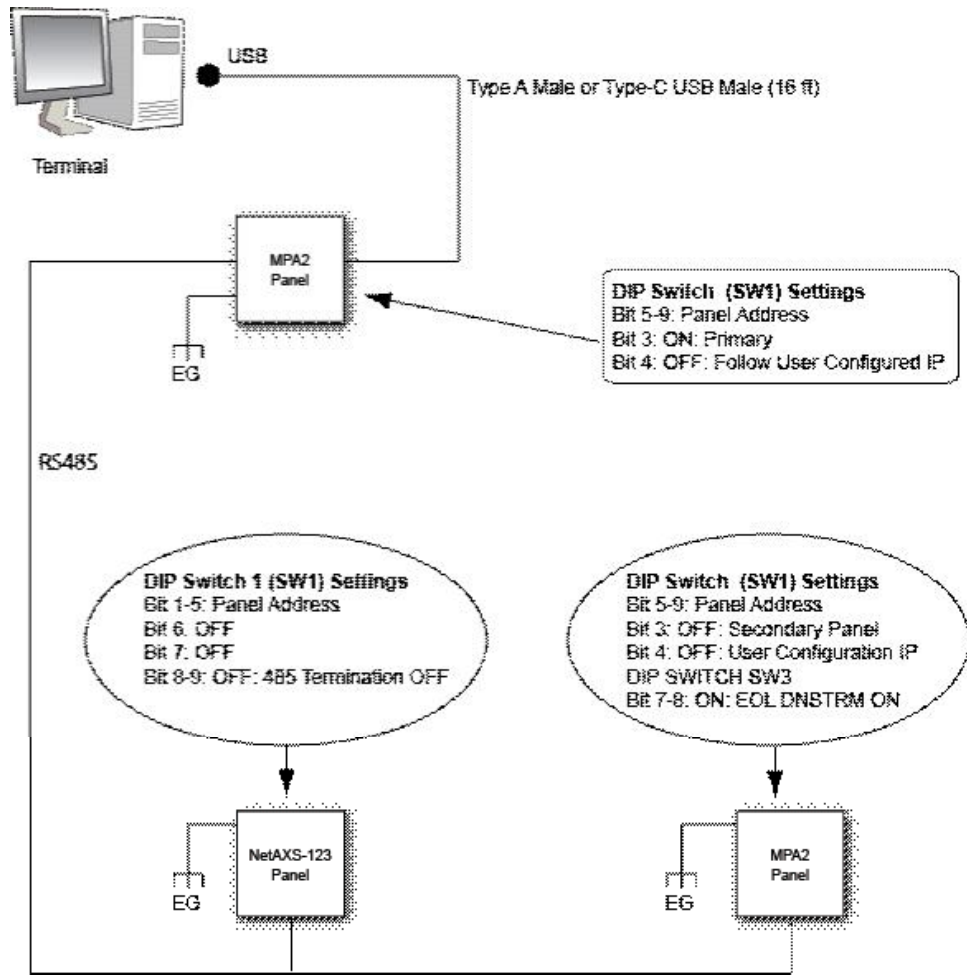 USB
Type A Male or Type-C USB Male (16 ft)
Terminal
MPA2
Panel
DIP Switch (SW1) Settings
Bit 5-9: Panel Address
Bit 3: ON: Primary
Bit 4: OFF: Follow User Configured IP
EG
RS485
DIP Switch 1 (SW1) Settings
Bit 1-5: Panel Address
Bit 6: OFF
Bit 7: OFF
Bit 8-9: OFF: 485 Termination OFF
DIP Switch (SW1) Settings
Bit 5-9: Panel Address
Bit 3: OFF: Secondary Panel
Bit 4: OFF: User Configuration IP
DIP SWITCH SW3
Bit 7-8: ON: EOL DNSTRM ON
NetAXS-123
Panel
EG
MPA2
Panel
EG